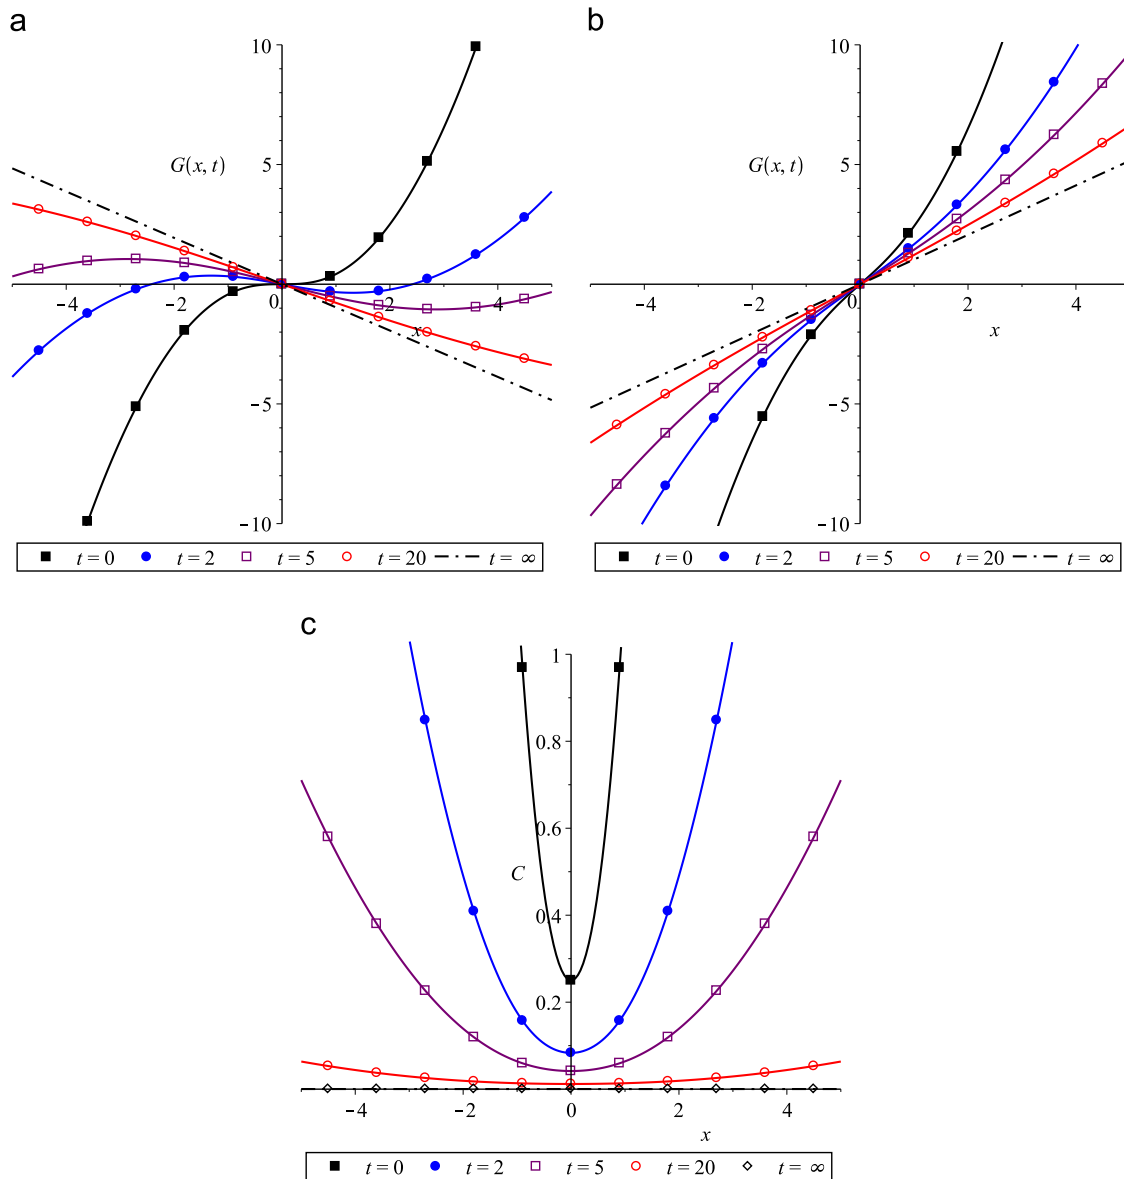 a
b
10
10
G(x, t)
5
G(x, t)
5
−4
−2
0
2
4
x
−4
−2
0
2
4
x
−5
−5
−10
−10
t = 0 t = 2 t = 5 t = 20 t = ∞
t = 0 t = 2 t = 5 t = 20 t = ∞
c
1
0.8
0.6
C
0.4
0.2
−4 −2 0 2 4
x
t = 0 t = 2 t = 5 t = 20 t = ∞